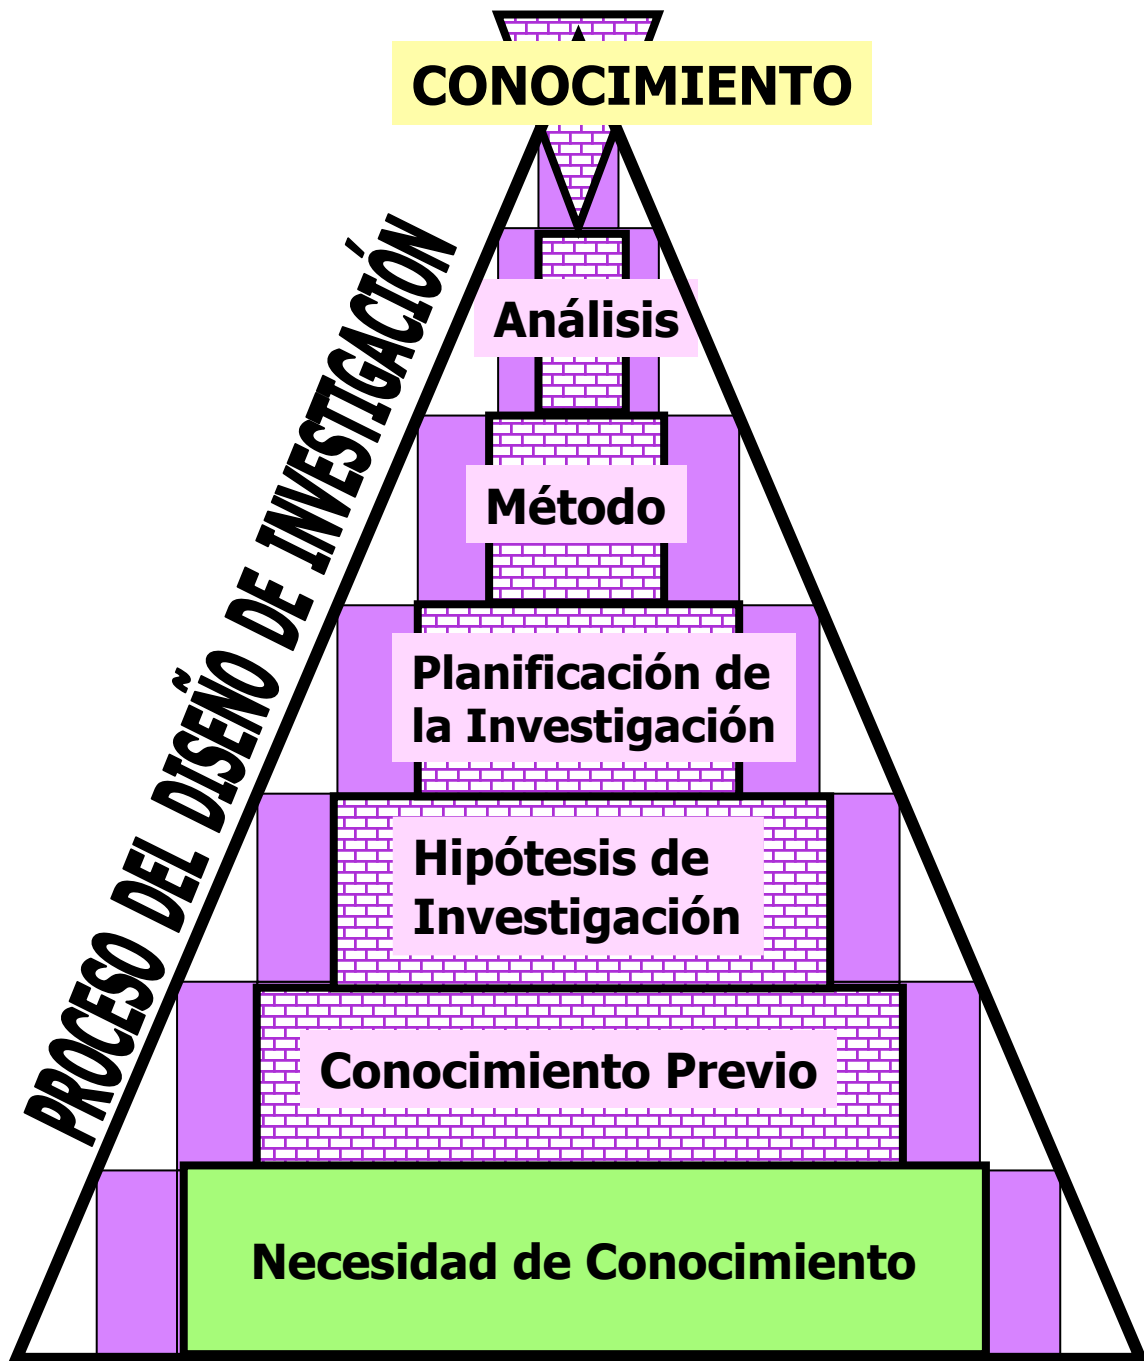 CONOCIMIENTO
PROCESO DEL DISEÑO DE INVESTIGACIÓN
Análisis
Método
Planificación de
la Investigación
Hipótesis de
Investigación
Conocimiento Previo
Necesidad de Conocimiento